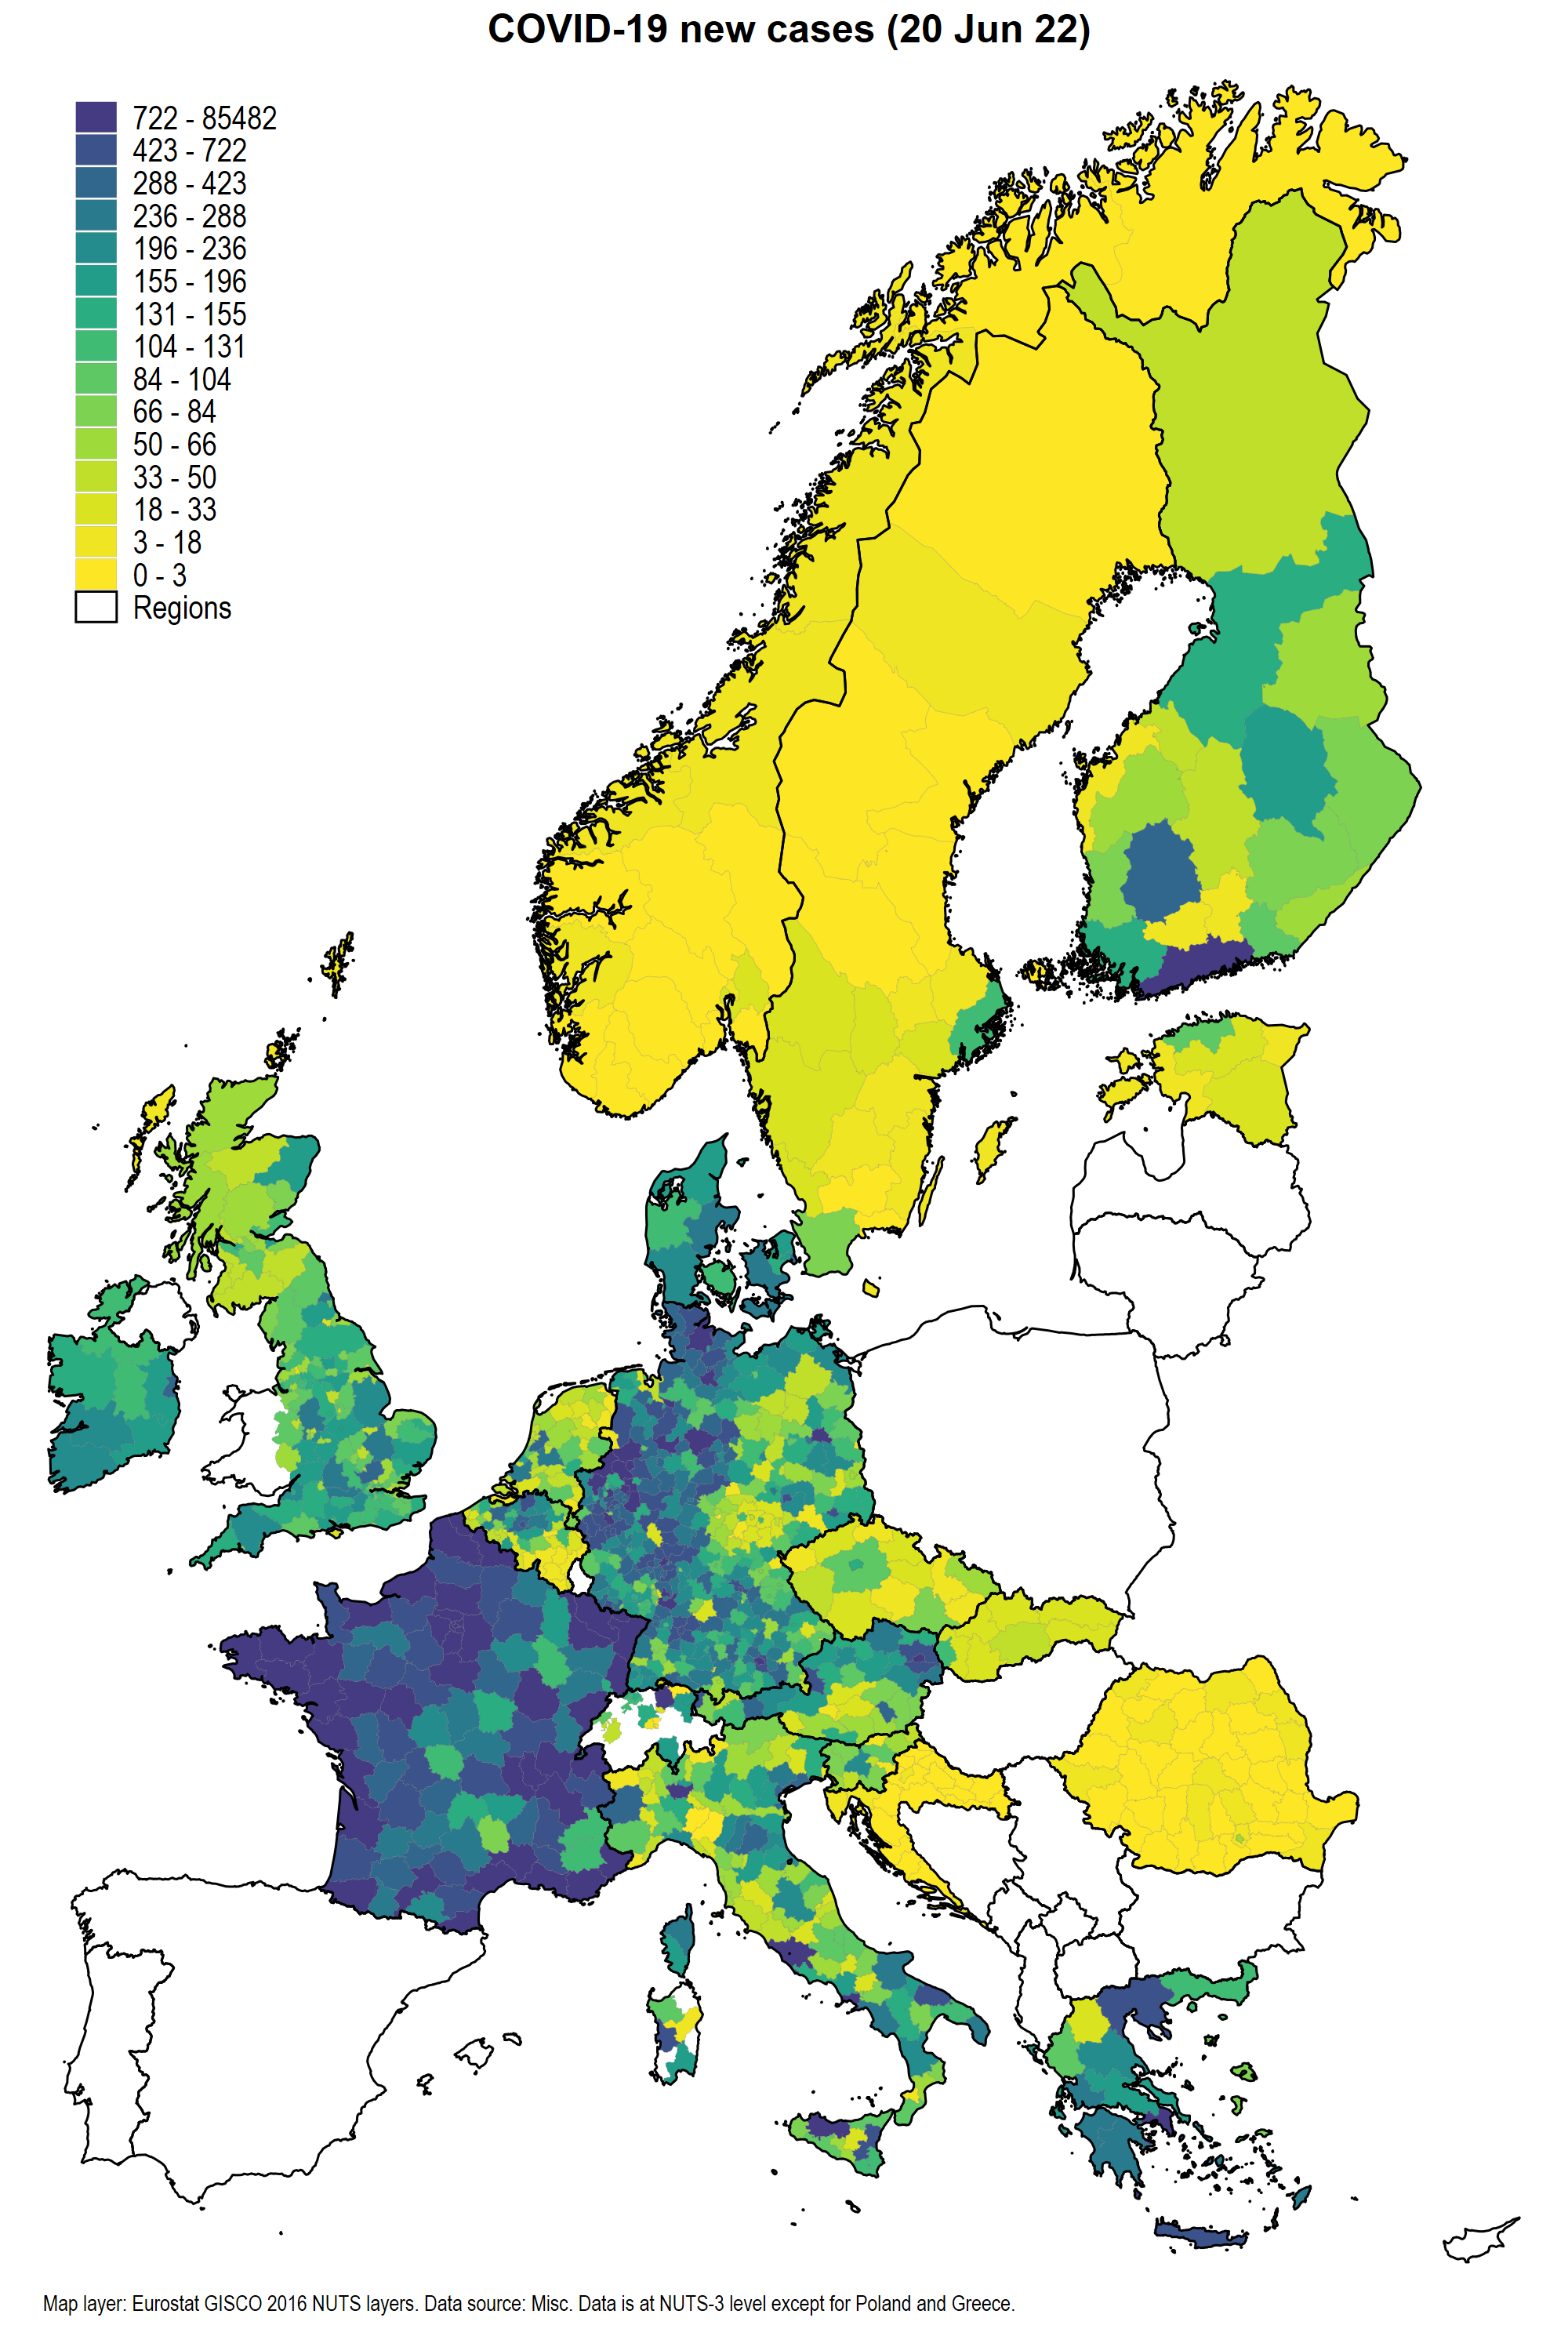 COVID-19 new cases (20 Jun 22)
722 - 85482
423 - 722
288 - 423
236 - 288
196 - 236
155 - 196
131 - 155
104 - 131
84 - 104
66 - 84
50 - 66
33 - 50
18 - 33
3 - 18
0 - 3
Regions
Map layer: Eurostat GISCO 2016 NUTS layers. Data source: Misc. Data is at NUTS-3 level except for Poland and Greece.